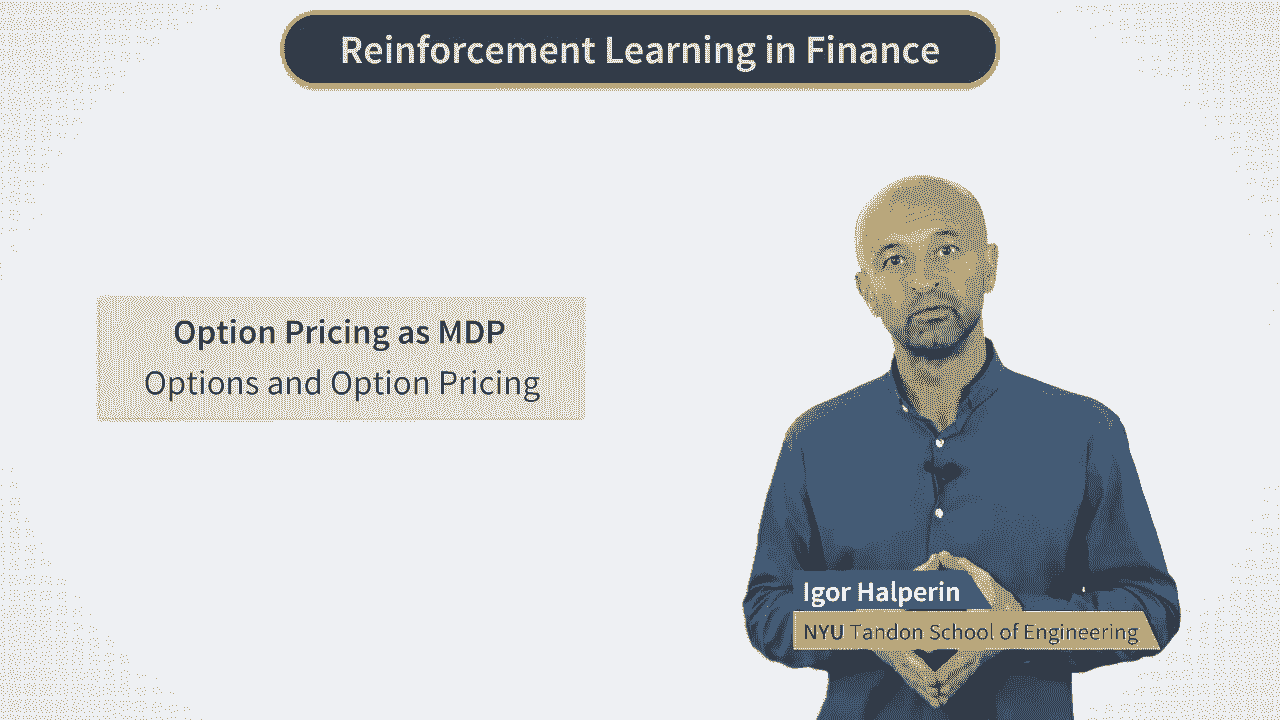 Reinforcement Learning in Finance
Option Pricing as MDP
Options and Option Pricing
Igor Halperin
NYU Tandon School of Engineering